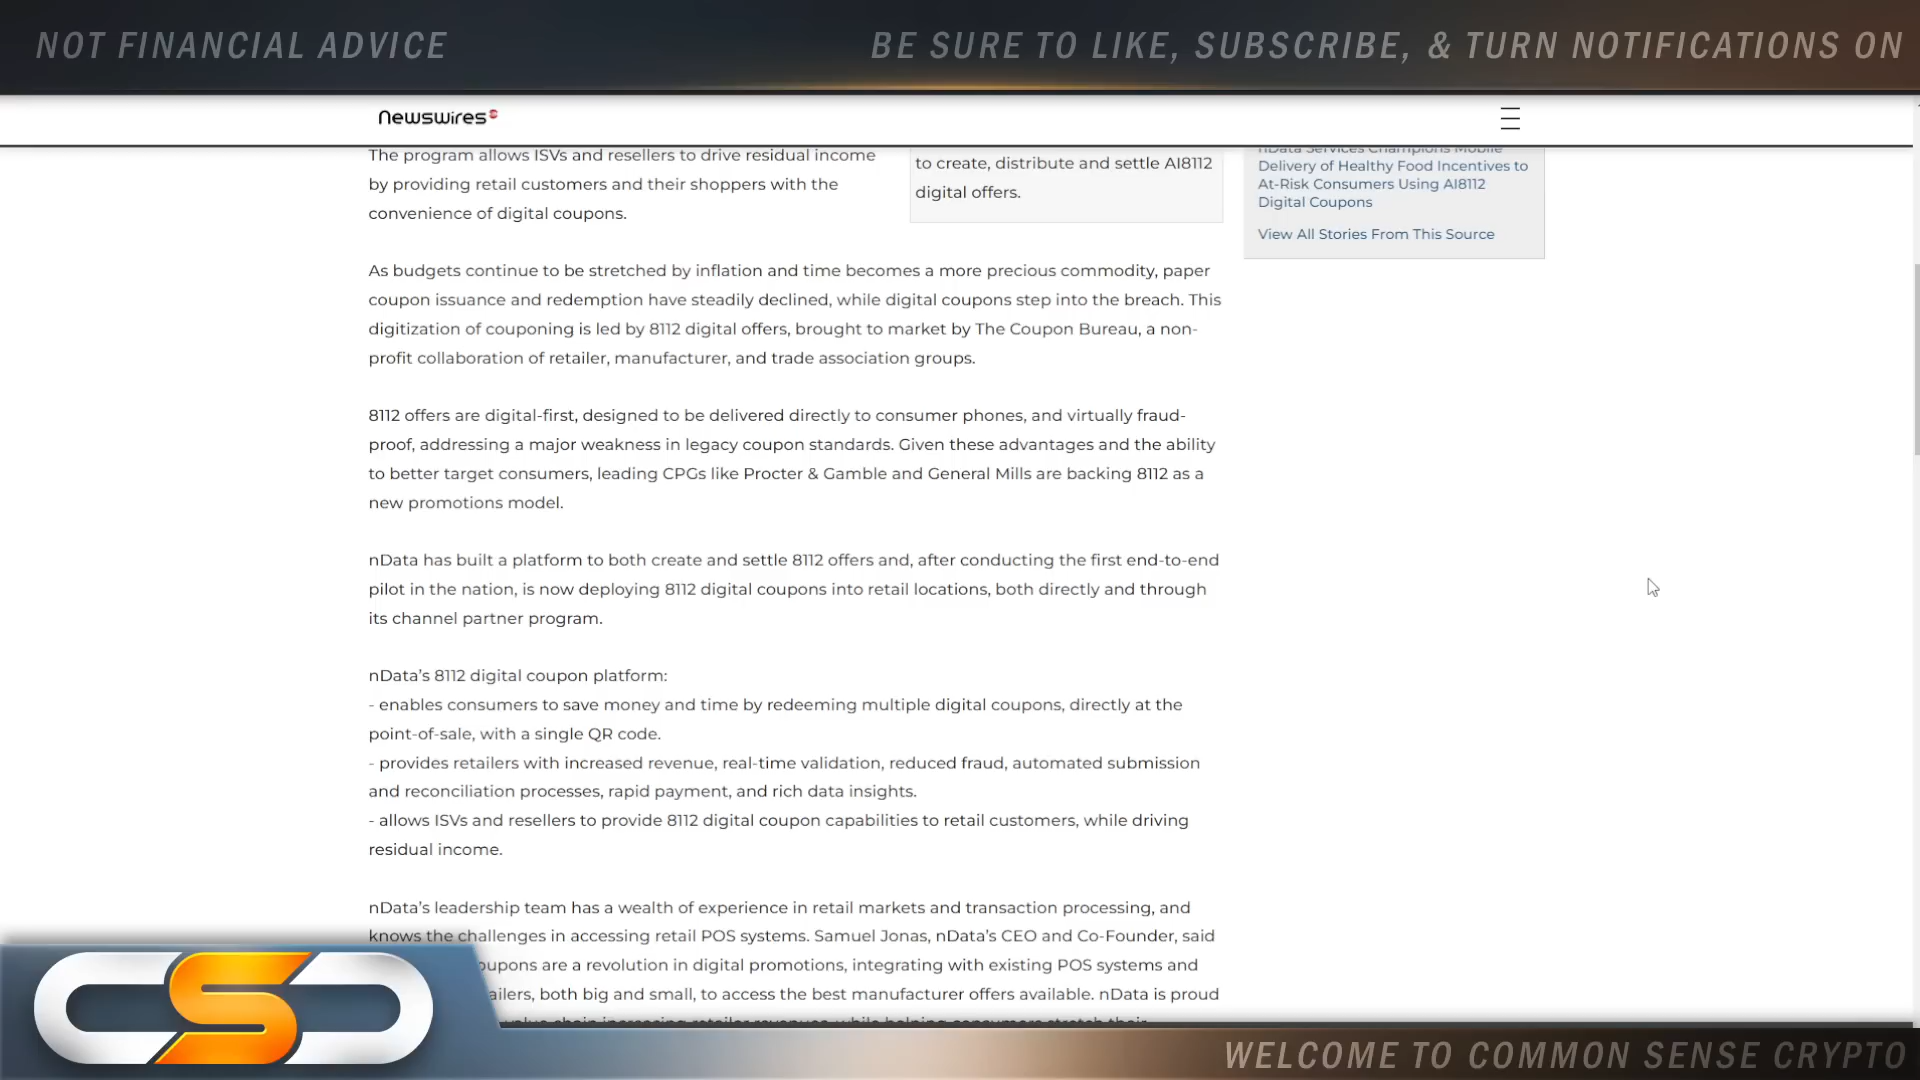 NOT FINANCIAL ADVICE
BE SURE TO LIKE, SUBSCRIBE, & TURN NOTIFICATIONS ON
Newswires
The program allows ISVs and resellers to drive residual income
by providing retail customers and their shoppers with the
convenience of digital coupons.
to create, distribute and settle AI8112
digital offers.
nData Services Champions Mobile
Delivery of Healthy Food Incentives to
At-Risk Consumers Using AI8112
Digital Coupons
View All Stories From This Source
As budgets continue to be stretched by inflation and time becomes a more precious commodity, paper
coupon issuance and redemption have steadily declined, while digital coupons step into the breach. This
digitization of couponing is led by 8112 digital offers, brought to market by The Coupon Bureau, a non-
profit collaboration of retailer, manufacturer, and trade association groups.
8112 offers are digital-first, designed to be delivered directly to consumer phones, and virtually fraud-
proof, addressing a major weakness in legacy coupon standards. Given these advantages and the ability
to better target consumers, leading CPGs like Procter & Gamble and General Mills are backing 8112 as a
new promotions model.
nData has built a platform to both create and settle 8112 offers and, after conducting the first end-to-end
pilot in the nation, is now deploying 8112 digital coupons into retail locations, both directly and through
its channel partner program.
nData’s 8112 digital coupon platform:
- enables consumers to save money and time by redeeming multiple digital coupons, directly at the
point-of-sale, with a single QR code.
- provides retailers with increased revenue, real-time validation, reduced fraud, automated submission
and reconciliation processes, rapid payment, and rich data insights.
- allows ISVs and resellers to provide 8112 digital coupon capabilities to retail customers, while driving
residual income.
nData’s leadership team has a wealth of experience in retail markets and transaction processing, and
knows the challenges in accessing retail POS systems. Samuel Jonas, nData’s CEO and Co-Founder, said
oupons are a revolution in digital promotions, integrating with existing POS systems and
ailers, both big and small, to access the best manufacturer offers available. nData is proud
value chain increasing retailer revenues, while helping consumers stretch their
CSC
WELCOME TO COMMON SENSE CRYPTO